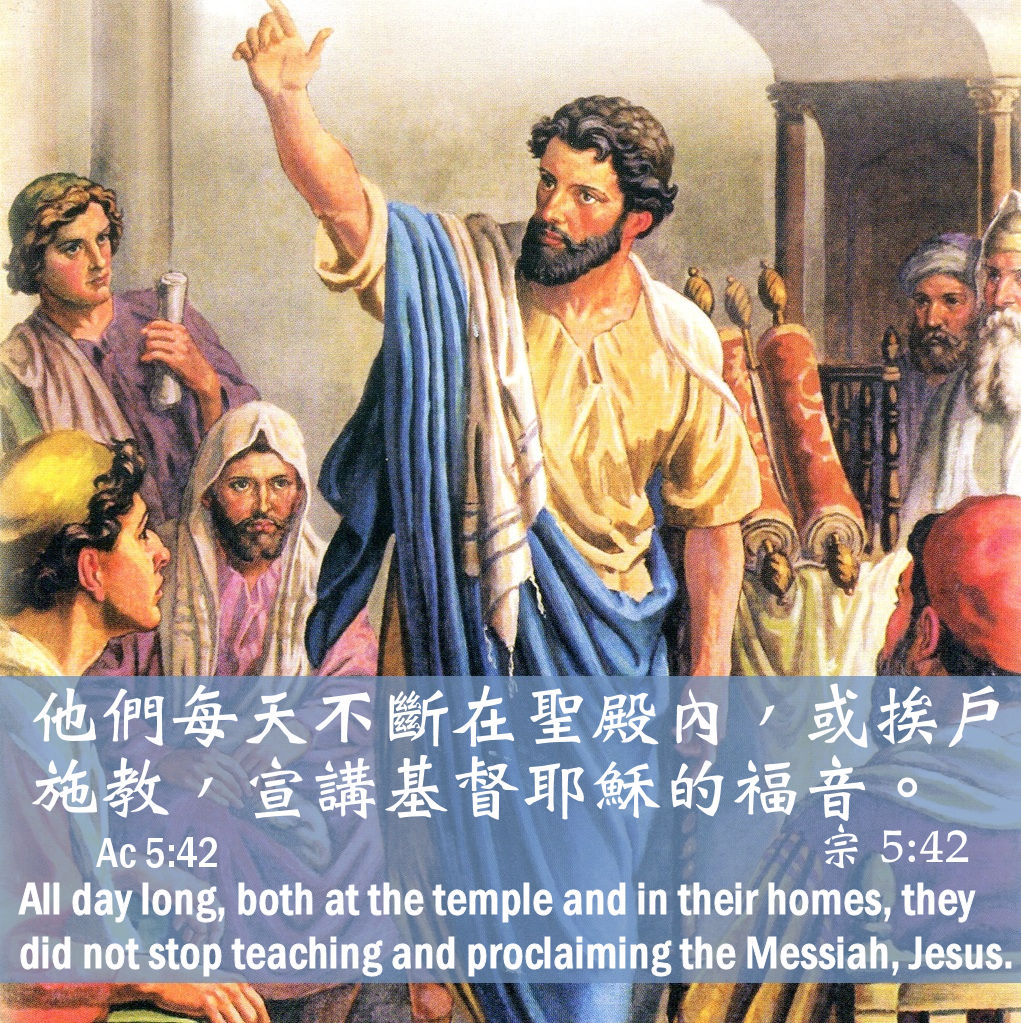 他們每天不斷在聖殿內，或挨戶
施教，宣講基督耶穌的福音。
Ac 5:42
宗 5:42
All day long, both at the temple and in their homes, they
did not stop teaching and proclaiming the Messiah, Jesus.